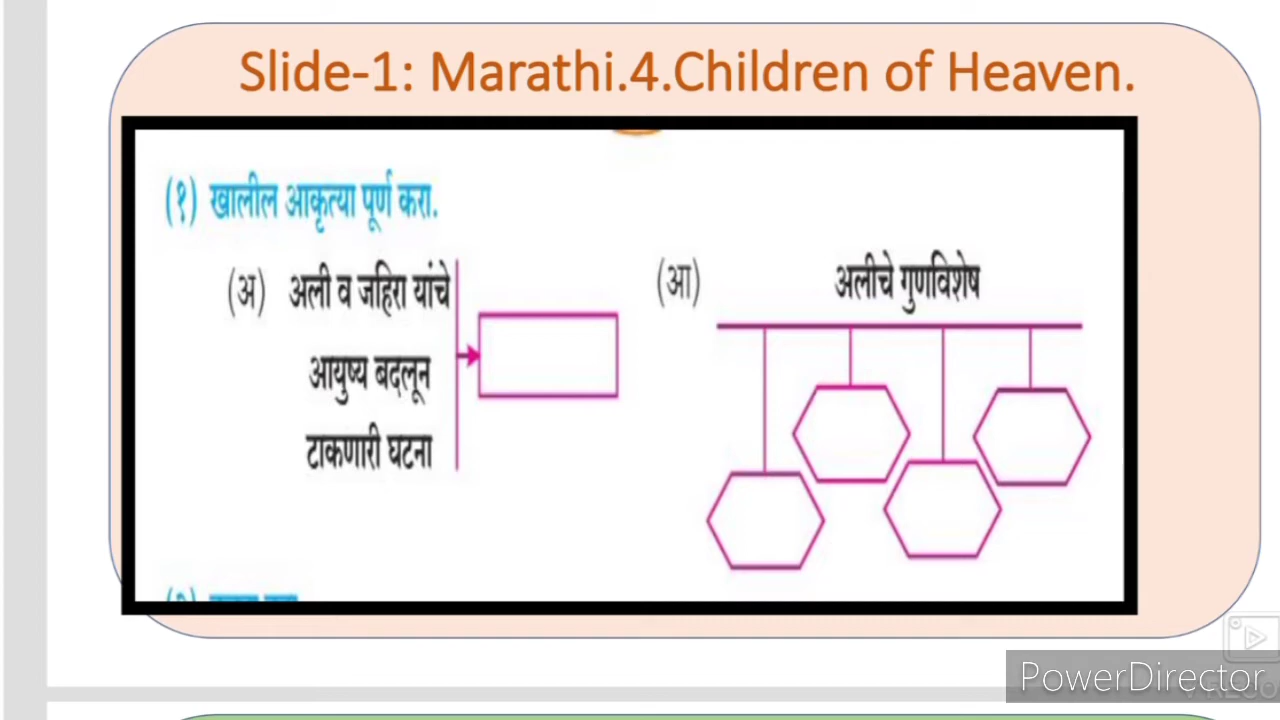 Slide-1: Marathi.4.Children of Heaven.
(१) खालील आकृत्या पूर्ण करा.
(अ) अली व जहिरा यांचे
आयुष्य बदलून
टाकणारी घटना
(आ) अलीचे गुणविशेष
PowerDirector